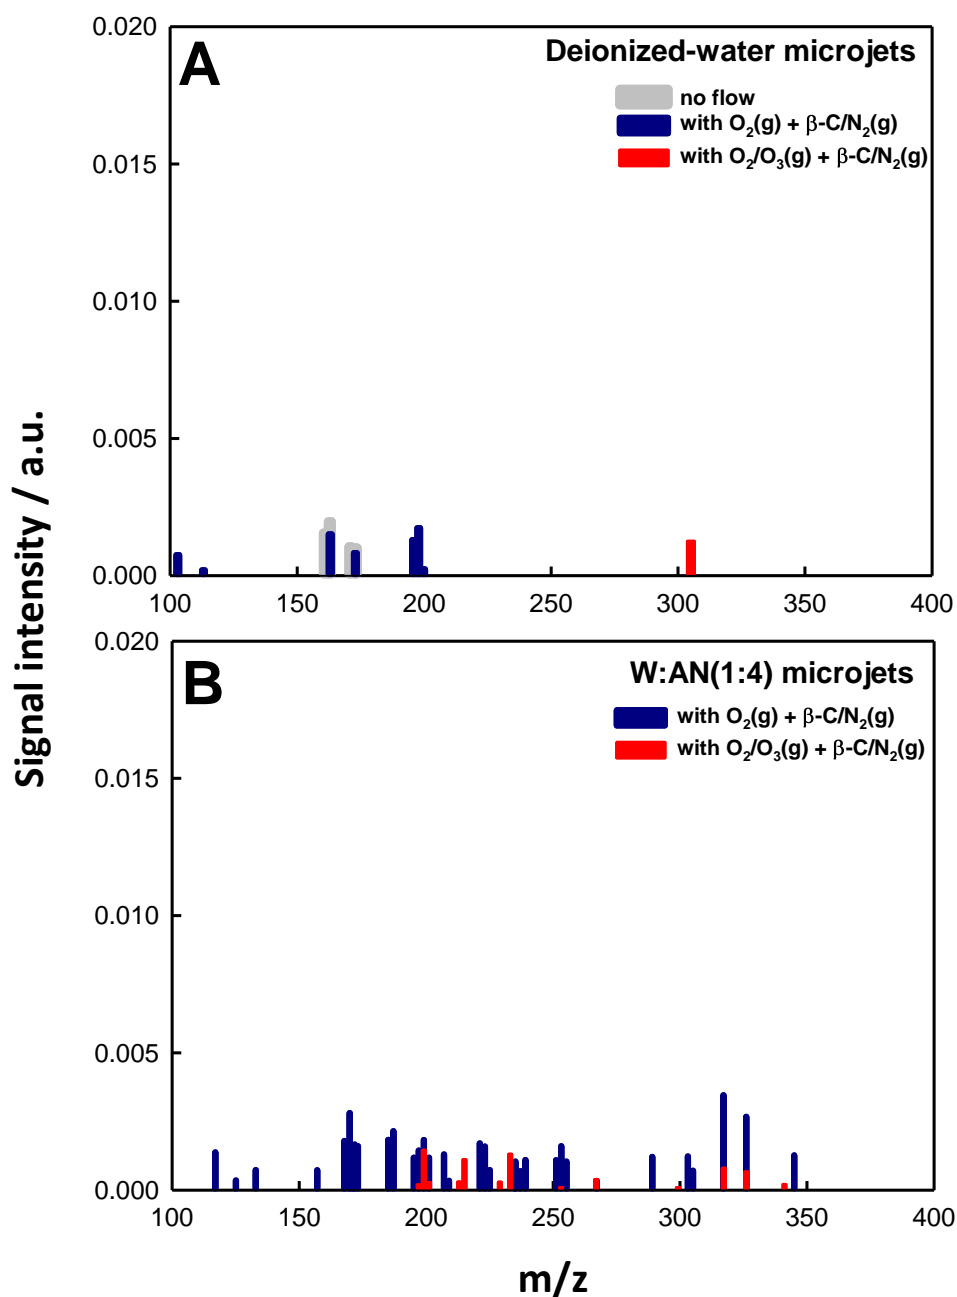 0.020
A
Deionized-water microjets
no flow
with O₂(g) + β-C/N₂(g)
with O₂/O₃(g) + β-C/N₂(g)
0.015
0.010
0.005
0.000
100 150 200 250 300 350 400
Signal intensity / a.u.
0.020
B
W:AN(1:4) microjets
with O₂(g) + β-C/N₂(g)
with O₂/O₃(g) + β-C/N₂(g)
0.015
0.010
0.005
0.000
100 150 200 250 300 350 400
m/z